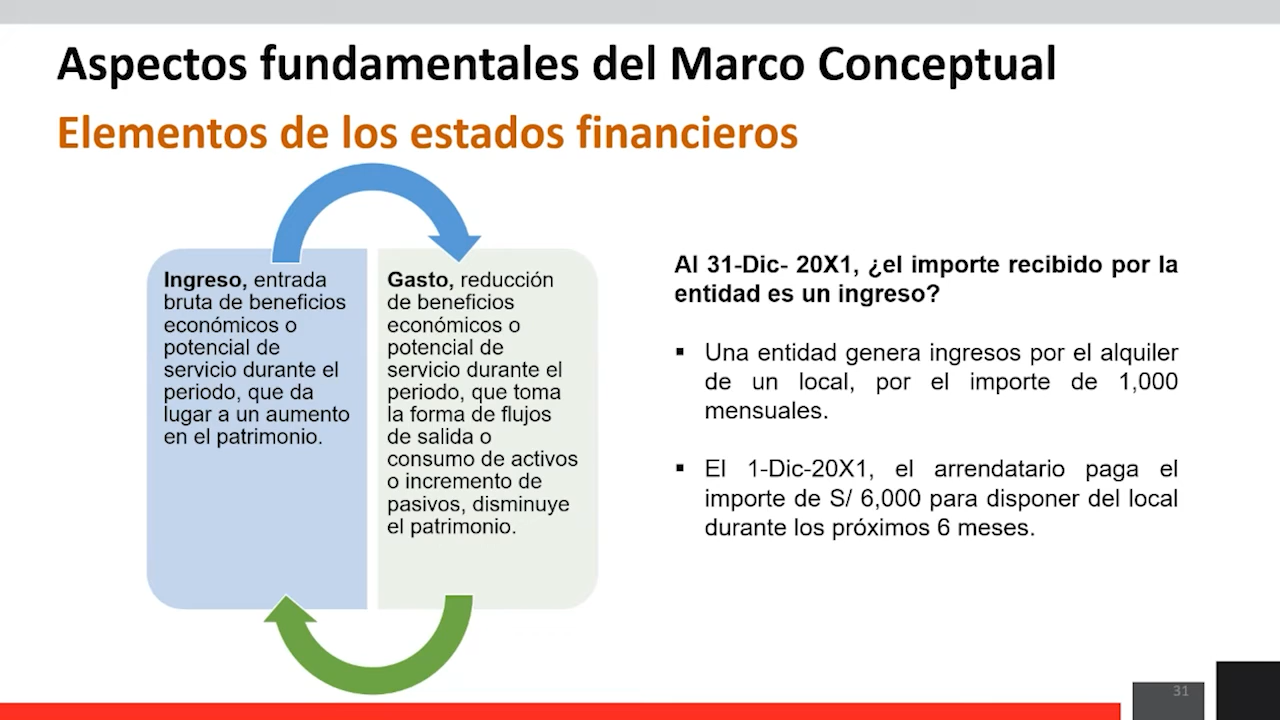 Aspectos fundamentales del Marco Conceptual
Elementos de los estados financieros
Ingreso, entrada
bruta de beneficios
económicos o
potencial de
servicio durante el
periodo, que da
lugar a un aumento
en el patrimonio.
Gasto, reducción
de beneficios
económicos o
potencial de
servicio durante el
periodo, que toma
la forma de flujos
de salida o
consumo de activos
o incremento de
pasivos, disminuye
el patrimonio.
Al 31-Dic- 20X1, ¿el importe recibido por la
entidad es un ingreso?
▪ Una entidad genera ingresos por el alquiler
de un local, por el importe de 1,000
mensuales.
▪ El 1-Dic-20X1, el arrendatario paga el
importe de S/ 6,000 para disponer del local
durante los próximos 6 meses.
31